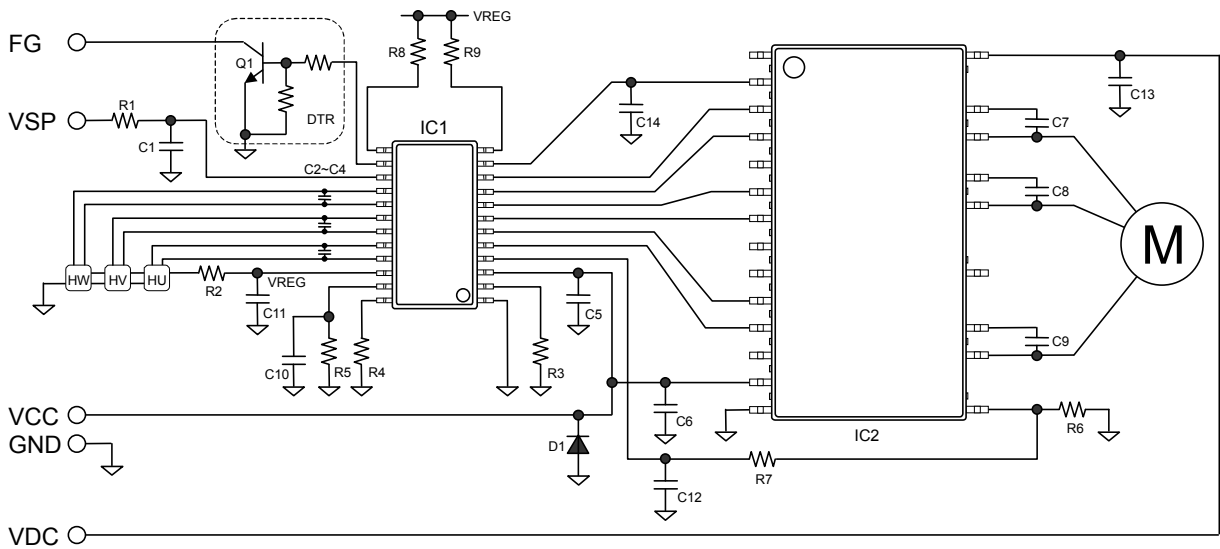 FG
VSP
VCC
GND
VDC
R1
C1
Q1
DTR
R8
R9
VREG
IC1
C2~C4
HW
HV
HU
R2
VREG
C11
C10
R5
R4
R3
C5
C14
C6
D1
C12
R7
IC2
R6
C13
C7
C8
C9
M